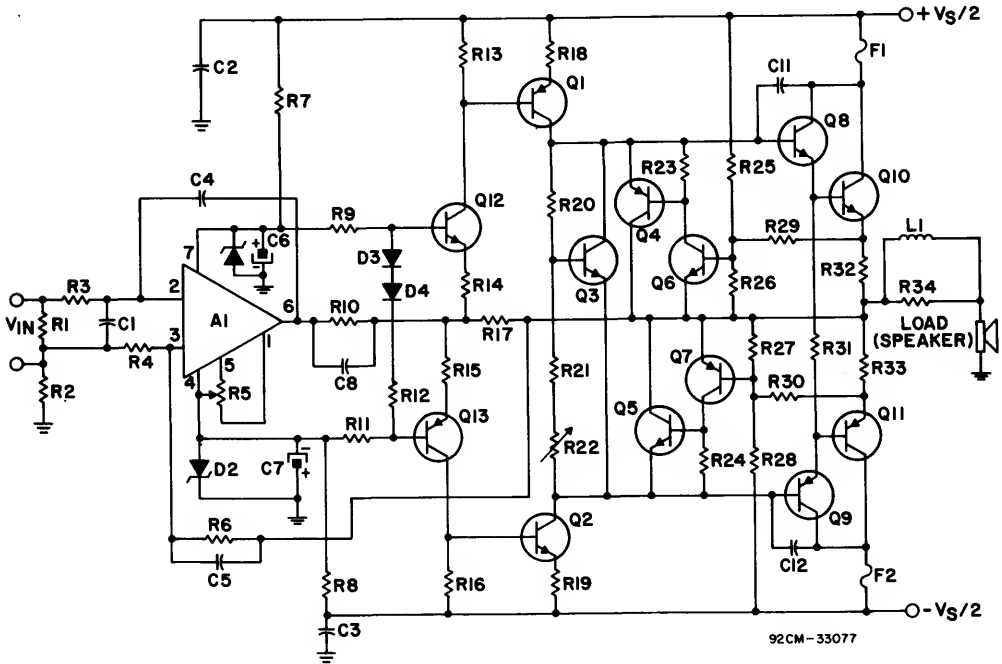 + VS/2
F1
R13
R18
C11
Q1
C2
R7
Q8
R23
R25
Q10
C4
Q12
R20
Q4
L1
C6
R9
R29
D3
Q6
7
R14
Q3
R26
R32
R34
2
D4
R3
6
R10
R17
LOAD
(SPEAKER)
A1
VIN
R1
C1
1
3
R27
R31
R33
R4
5
C8
R15
Q7
4
R5
R21
R30
R2
R12
Q13
Q5
Q11
R11
R22
R24
R28
D2
C7
Q2
Q9
R6
C12
C5
R8
R16
R19
F2
- VS/2
C3
92CM-33077